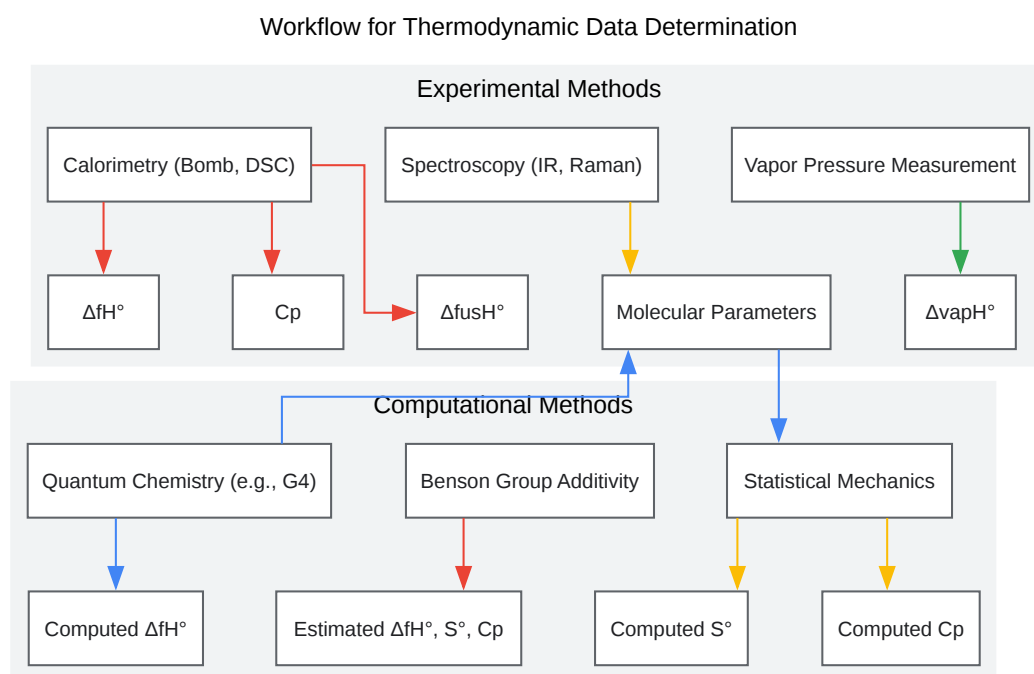 Workflow for Thermodynamic Data Determination
Experimental Methods
Calorimetry (Bomb, DSC)
Spectroscopy (IR, Raman)
Vapor Pressure Measurement
ΔfH°
Cp
ΔfusH°
Molecular Parameters
ΔvapH°
Computational Methods
Quantum Chemistry (e.g., G4)
Benson Group Additivity
Statistical Mechanics
Computed ΔfH°
Estimated ΔfH°, S°, Cp
Computed S°
Computed Cp